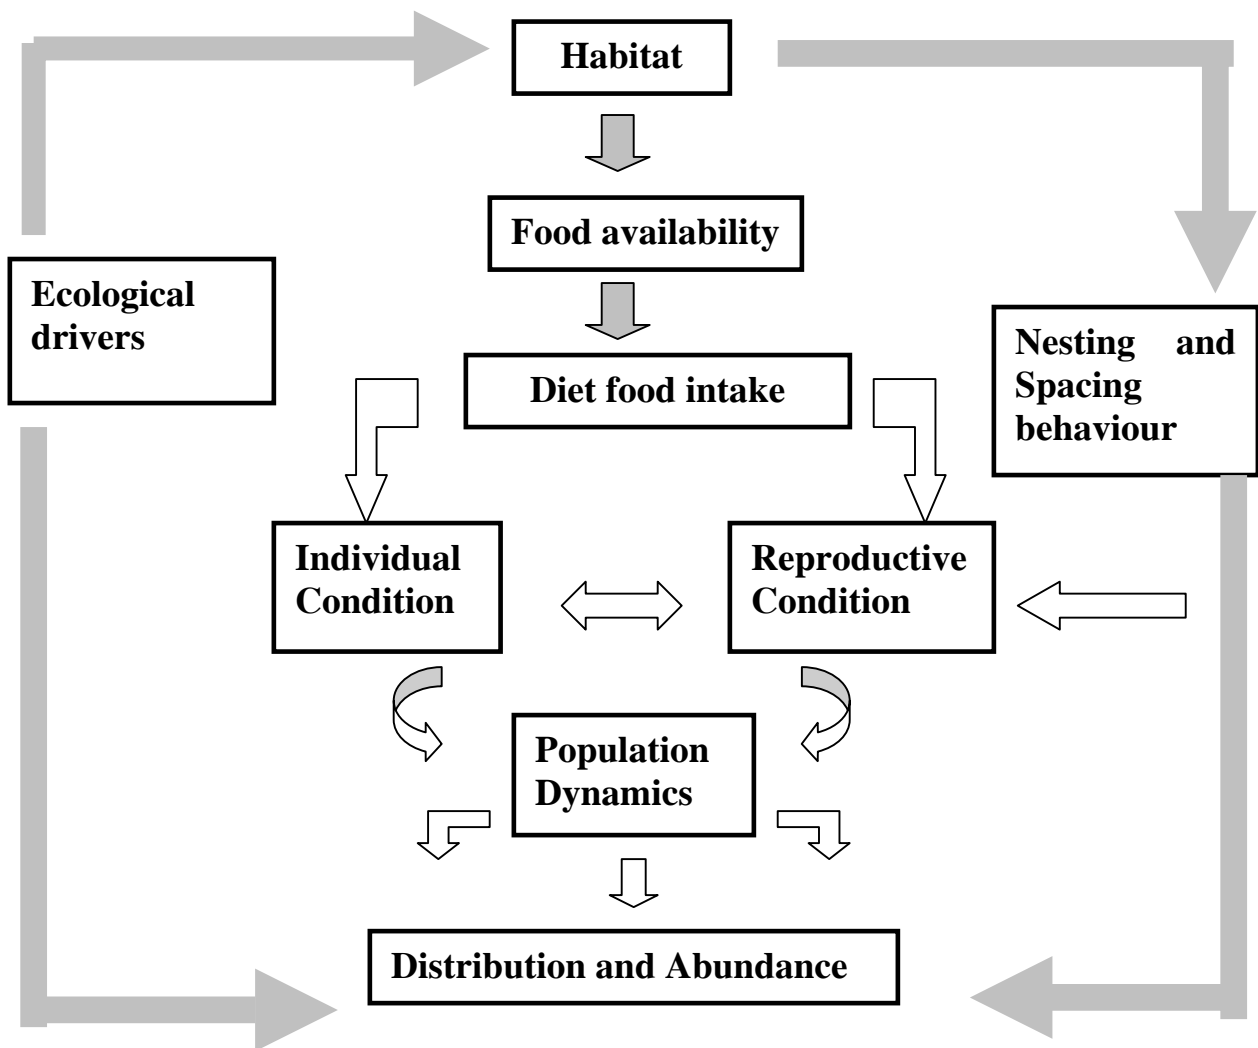 Habitat
Food availability
Ecological
drivers
Nesting and
Spacing
behaviour
Diet food intake
Individual
Condition
Reproductive
Condition
Population
Dynamics
Distribution and Abundance